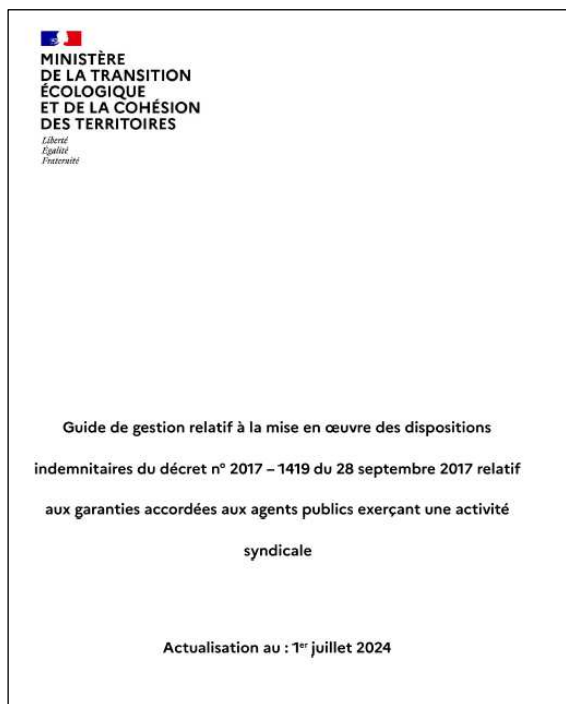 MINISTÈRE
DE LA TRANSITION
ÉCOLOGIQUE
ET DE LA COHÉSION
DES TERRITOIRES
Liberté
Égalité
Fraternité
Guide de gestion relatif à la mise en œuvre des dispositions
indemnitaires du décret n° 2017 – 1419 du 28 septembre 2017 relatif
aux garanties accordées aux agents publics exerçant une activité
syndicale
Actualisation au : 1er juillet 2024